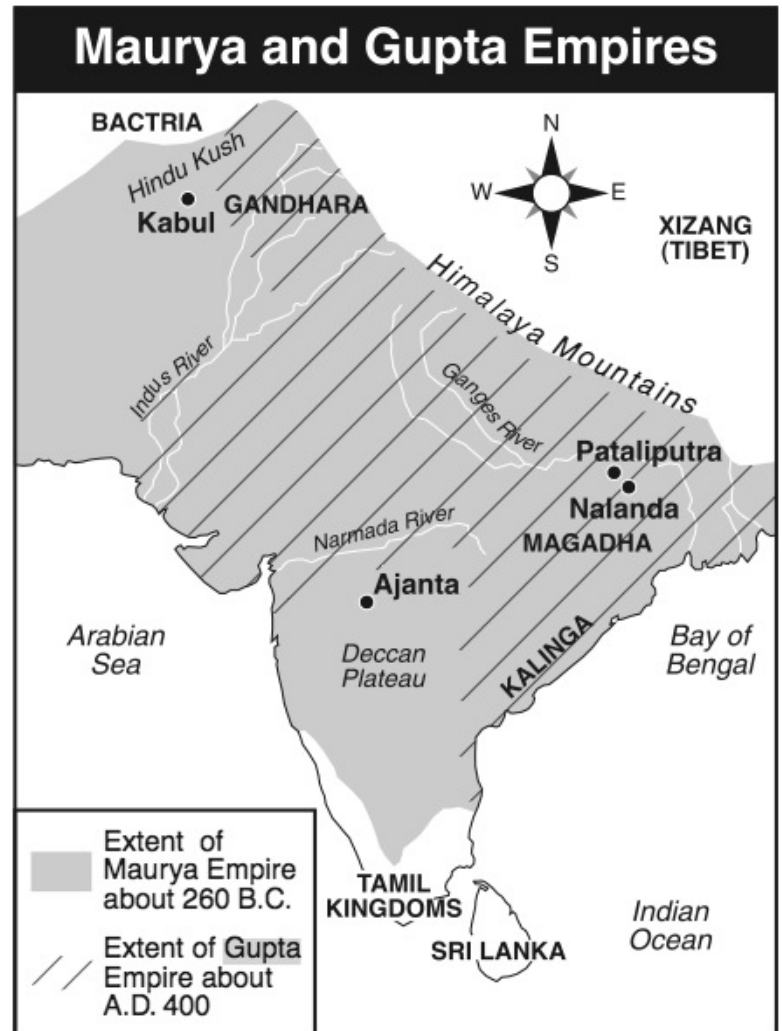 Maurya and Gupta Empires
BACTRIA
Hindu Kush
Kabul
GANDHARA
N
W
E
S
XIZANG
(TIBET)
Himalaya Mountains
Indus River
Ganges River
Pataliputra
Nalanda
MAGADHA
Narmada River
Ajanta
Arabian
Sea
Deccan
Plateau
KALINGA
Bay of
Bengal
TAMIL
KINGDOMS
SRI LANKA
Indian
Ocean
Extent of
Maurya Empire
about 260 B.C.
Extent of Gupta
Empire about
A.D. 400